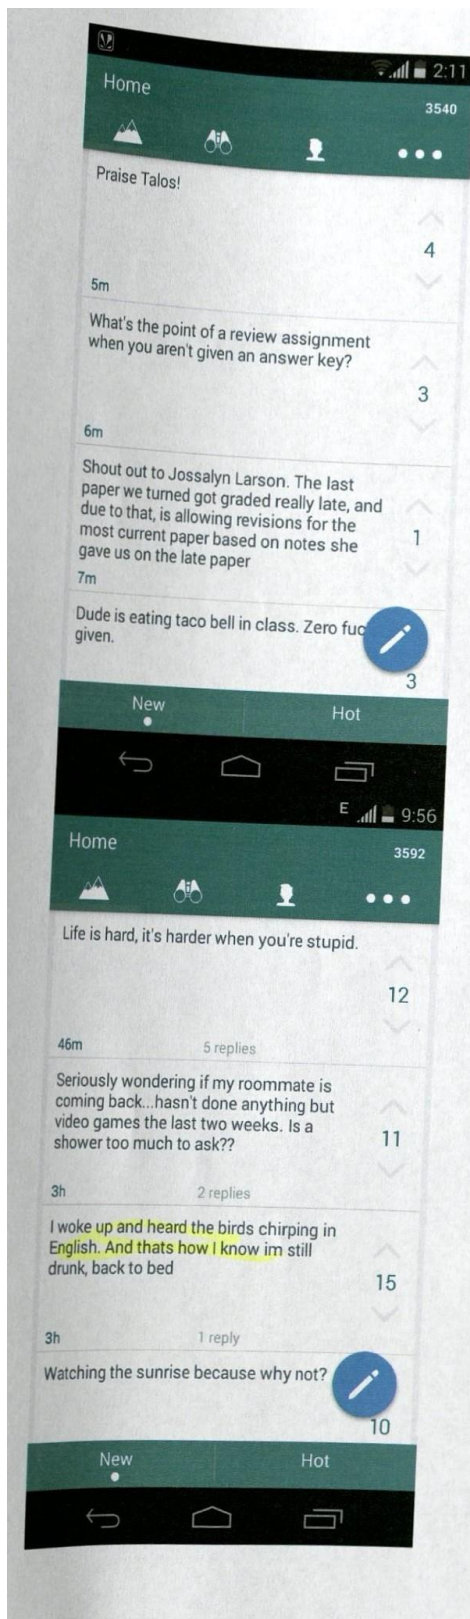 2:11
Home
3540
Praise Talos!
4
5m
What's the point of a review assignment
when you aren't given an answer key?
3
6m
Shout out to Jossalyn Larson. The last
paper we turned got graded really late, and
due to that, is allowing revisions for the
most current paper based on notes she
gave us on the late paper
1
7m
Dude is eating taco bell in class. Zero fuc
given.
3
New
Hot
E 9:56
Home
3592
Life is hard, it's harder when you're stupid.
12
46m
5 replies
Seriously wondering if my roommate is
coming back...hasn't done anything but
video games the last two weeks. Is a
shower too much to ask??
11
3h
2 replies
I woke up and heard the birds chirping in
English. And thats how I know im still
drunk, back to bed
15
3h
1 reply
Watching the sunrise because why not?
10
New
Hot